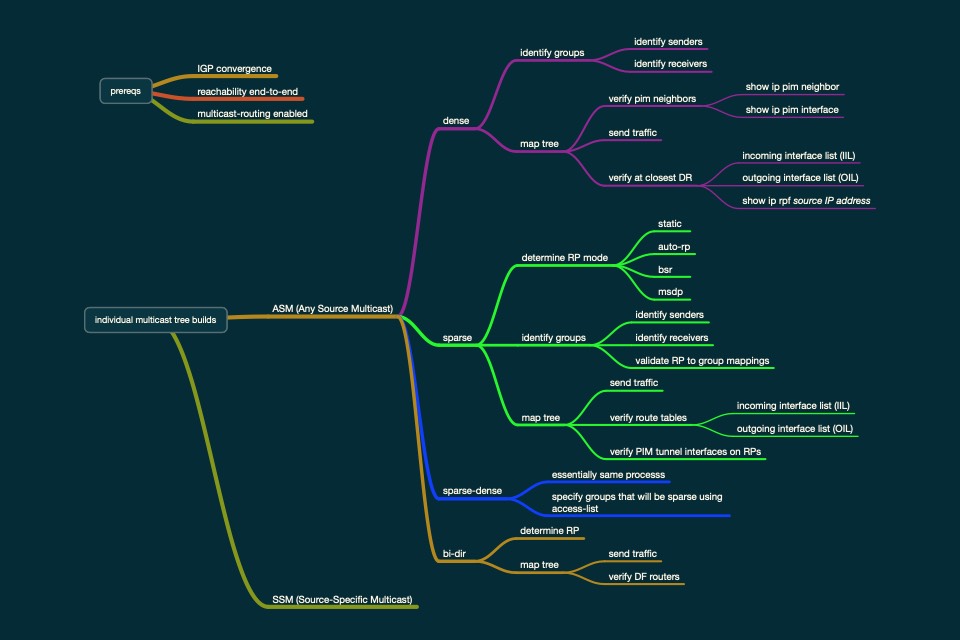 prereqs
IGP convergence
reachability end-to-end
multicast-routing enabled
individual multicast tree builds
ASM (Any Source Multicast)
dense
identify groups
identify senders
identify receivers
map tree
verify pim neighbors
show ip pim neighbor
show ip pim interface
send traffic
verify at closest DR
incoming interface list (IIL)
outgoing interface list (OIL)
show ip rpf source IP address
sparse
determine RP mode
static
auto-rp
bsr
msdp
identify groups
identify senders
identify receivers
validate RP to group mappings
map tree
send traffic
verify route tables
incoming interface list (IIL)
outgoing interface list (OIL)
verify PIM tunnel interfaces on RPs
sparse-dense
essentially same processs
specify groups that will be sparse using
access-list
bi-dir
determine RP
map tree
send traffic
verify DF routers
SSM (Source-Specific Multicast)